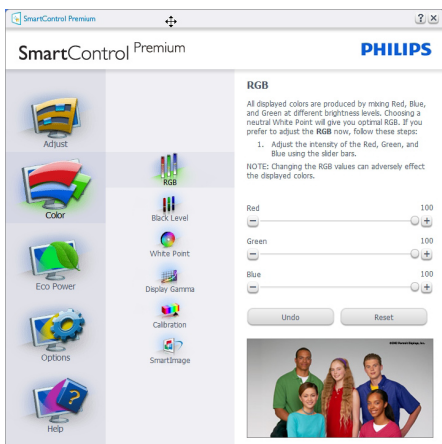 SmartControl Premium
SmartControl Premium
PHILIPS
Adjust
Color
Eco Power
Options
Help
RGB
Black Level
White Point
Display Gamma
Calibration
SmartImage
RGB
All displayed colors are produced by mixing Red, Blue,
and Green at different brightness levels. Choosing a
neutral White Point will give you optimal RGB. If you
prefer to adjust the RGB now, follow these steps:
1. Adjust the intensity of the Red, Green, and
Blue using the slider bars.
NOTE: Changing the RGB values can adversely effect
the displayed colors.
Red 100
Green 100
Blue 100
Undo Reset